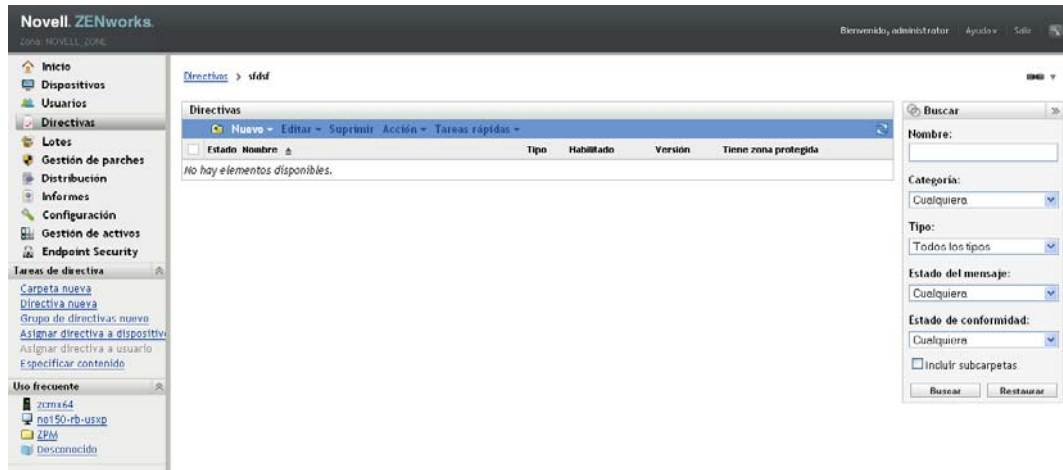 Novell. ZENworks.
Zona: NOVELL_ZONE
Bienvenido, administrator Ayuda Salir
Inicio
Dispositivos
Usuarios
Directivas
Lotes
Gestión de parches
Distribución
Informes
Configuración
Gestión de activos
Endpoint Security
Tareas de directiva
Carpeta nueva
Directiva nueva
Grupo de directivas nuevo
Asignar directiva a dispositivo
Asignar directiva a usuario
Especificar contenido
Uso frecuente
zcmx64
no150-rb-usxp
ZPM
Desconocido
Directivas > sfdsf
Directivas
Nuevo Editar Suprimir Acción Tareas rápidas
Estado Nombre Tipo Habilitado Versión Tiene zona protegida
No hay elementos disponibles.
Buscar
Nombre:
Categoría:
Cualquiera
Tipo:
Todos los tipos
Estado del mensaje:
Cualquiera
Estado de conformidad:
Cualquiera
Incluir subcarpetas
Buscar Restaurar